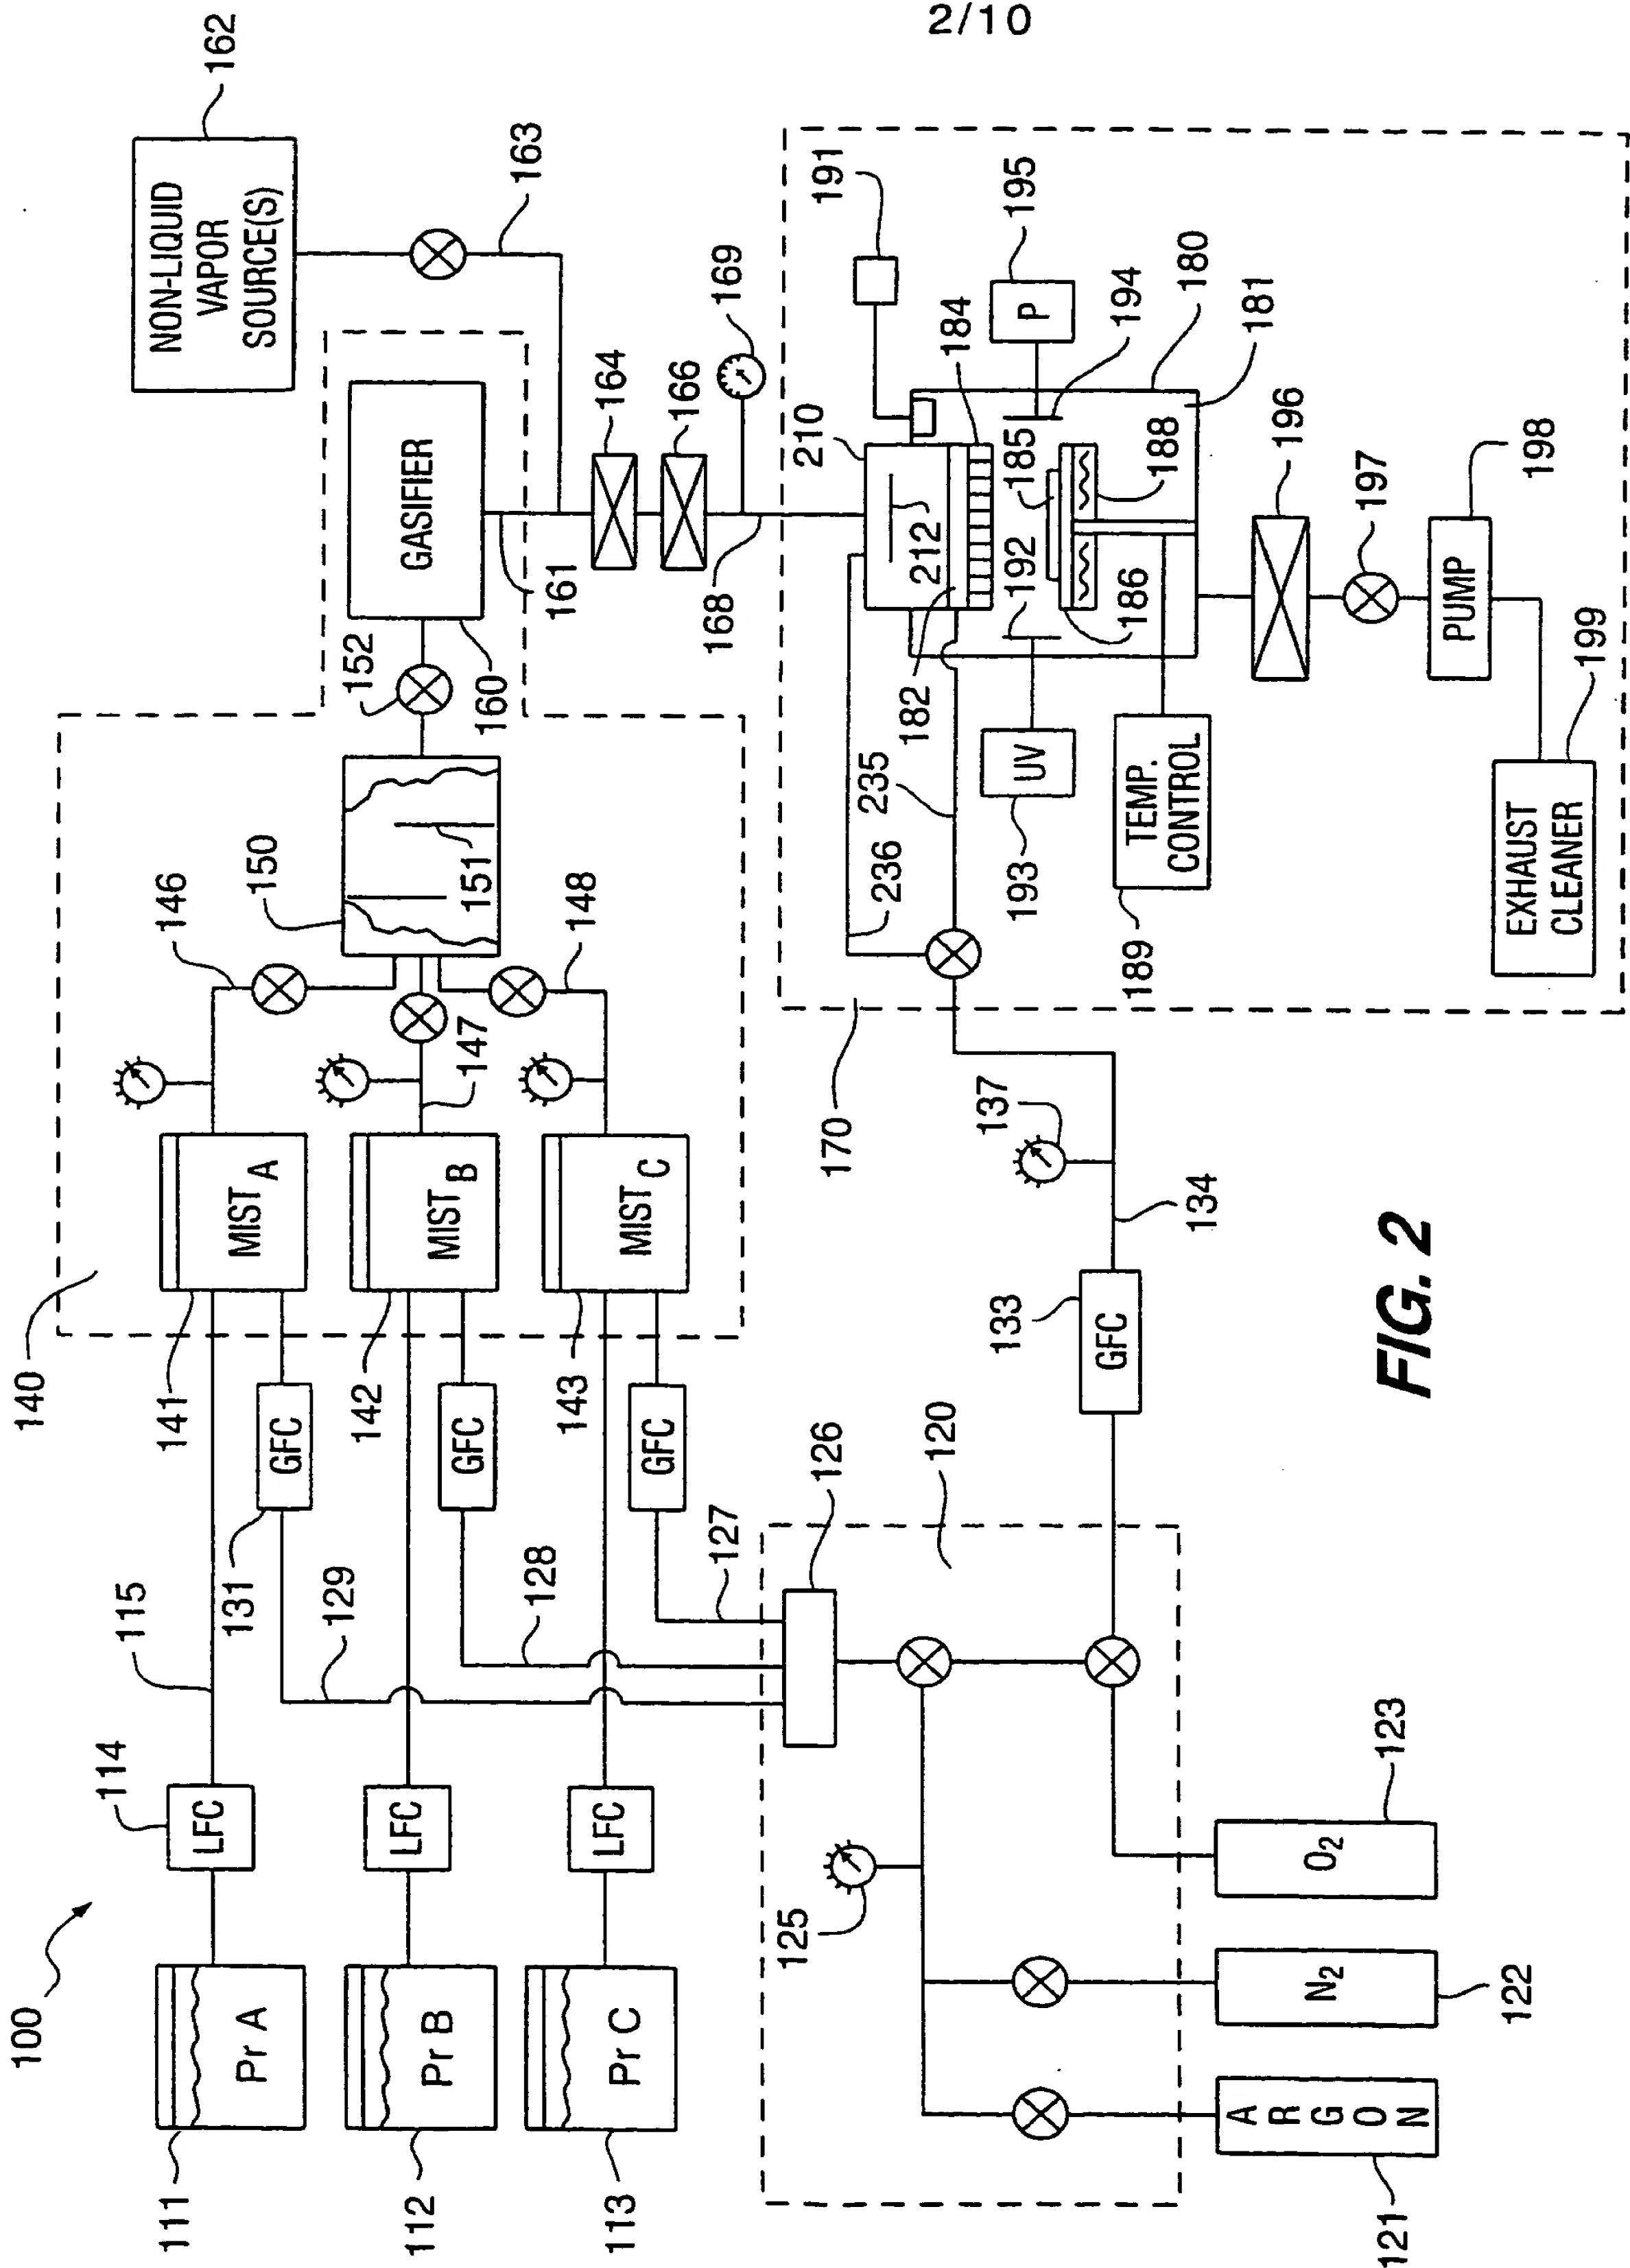 2/10
100
111
Pr A
112
Pr B
113
Pr C
114
LFC
LFC
LFC
115
129
128
127
131
GFC
GFC
GFC
140
141
MIST A
142
MIST B
143
MIST C
146
147
148
150
151
152
160
GASIFIER
161
162
NON-LIQUID
VAPOR
SOURCE(S)
163
164
166
168
169
120
121
ARGON
122
N2
123
O2
125
126
133
GFC
134
137
170
235
236
210
212
182
184
185
186
188
180
181
191
192
193
UV
194
195
P
189
TEMP.
CONTROL
196
197
198
PUMP
199
EXHAUST
CLEANER
FIG. 2